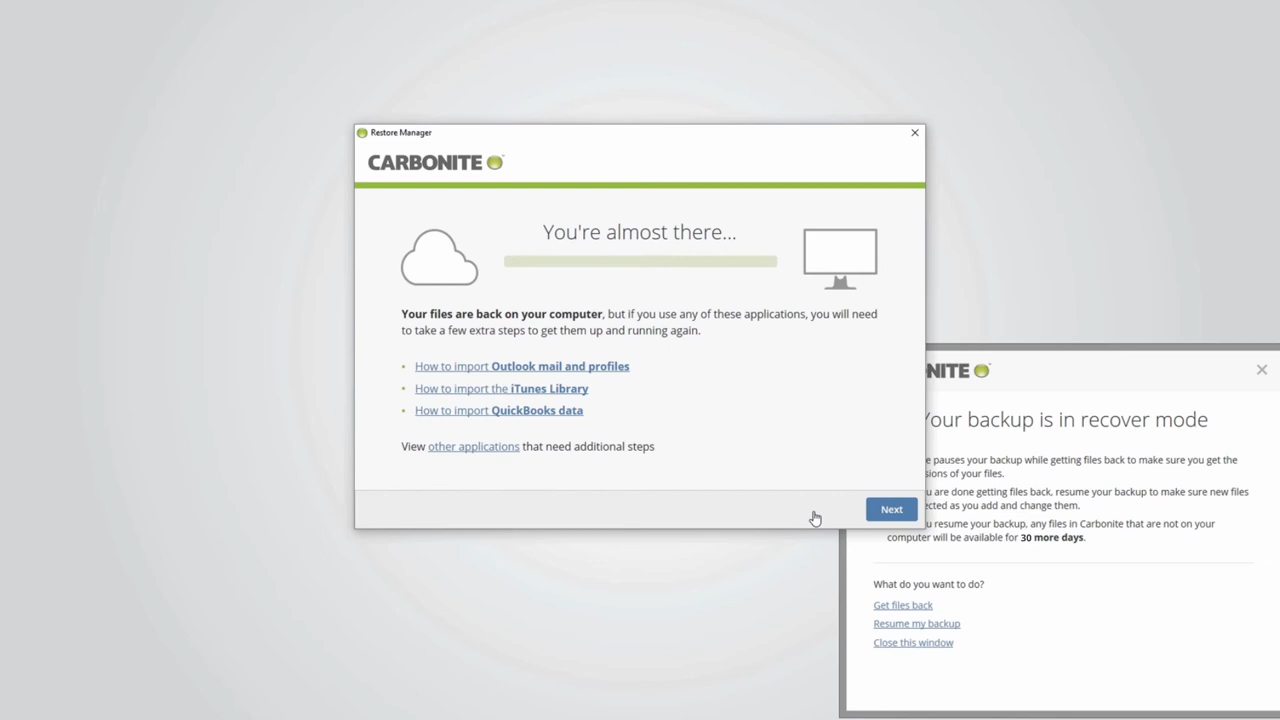 Restore Manager
CARBONITE
You're almost there...
Your files are back on your computer, but if you use any of these applications, you will need
to take a few extra steps to get them up and running again.
• How to import Outlook mail and profiles
• How to import the iTunes Library
• How to import QuickBooks data
View other applications that need additional steps
Next
NITE
Your backup is in recover mode
e pauses your backup while getting files back to make sure you get the
sions of your files.
u are done getting files back, resume your backup to make sure new files
ected as you add and change them.
u resume your backup, any files in Carbonite that are not on your
computer will be available for 30 more days.
What do you want to do?
Get files back
Resume my backup
Close this window